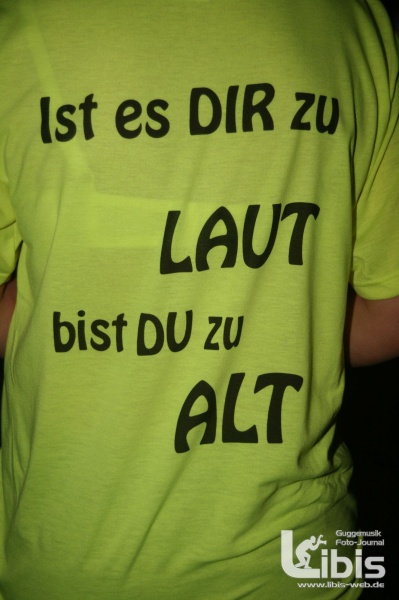 Ist es DIR zu
LAUT
bist DU zu
ALT
Guggemusik
Foto-Journal
Libis
www.libis-web.de